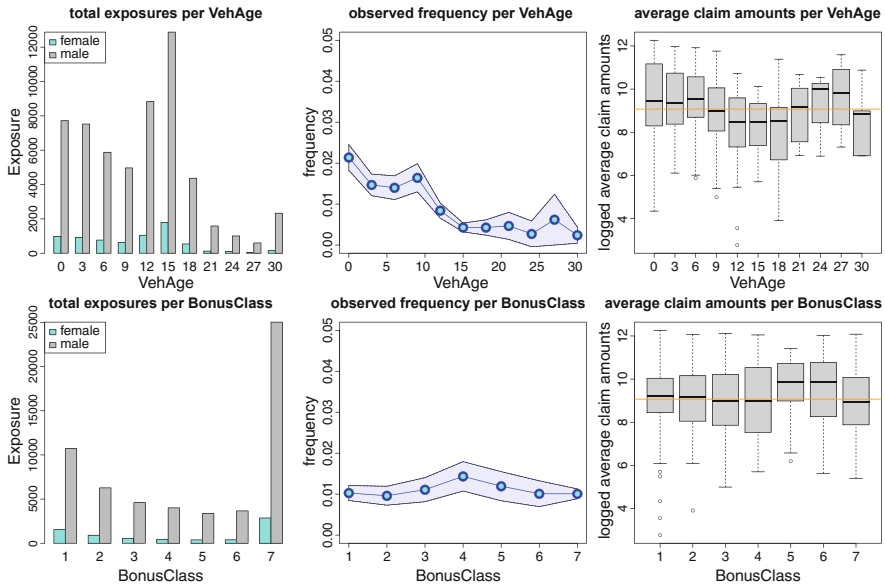 total exposures per VehAge
female
male
Exposure
0 2000 4000 6000 8000 10000 12000
0 3 6 9 12 15 18 21 24 27 30
VehAge
observed frequency per VehAge
frequency
0.00 0.01 0.02 0.03 0.04 0.05
0 5 10 15 20 25 30
VehAge
average claim amounts per VehAge
logged average claim amounts
4 6 8 10 12
0 3 6 9 12 15 18 21 24 27 30
VehAge
total exposures per BonusClass
female
male
Exposure
0 5000 10000 15000 20000 25000
1 2 3 4 5 6 7
BonusClass
observed frequency per BonusClass
frequency
0.00 0.01 0.02 0.03 0.04 0.05
1 2 3 4 5 6 7
BonusClass
average claim amounts per BonusClass
logged average claim amounts
4 6 8 10 12
1 2 3 4 5 6 7
BonusClass